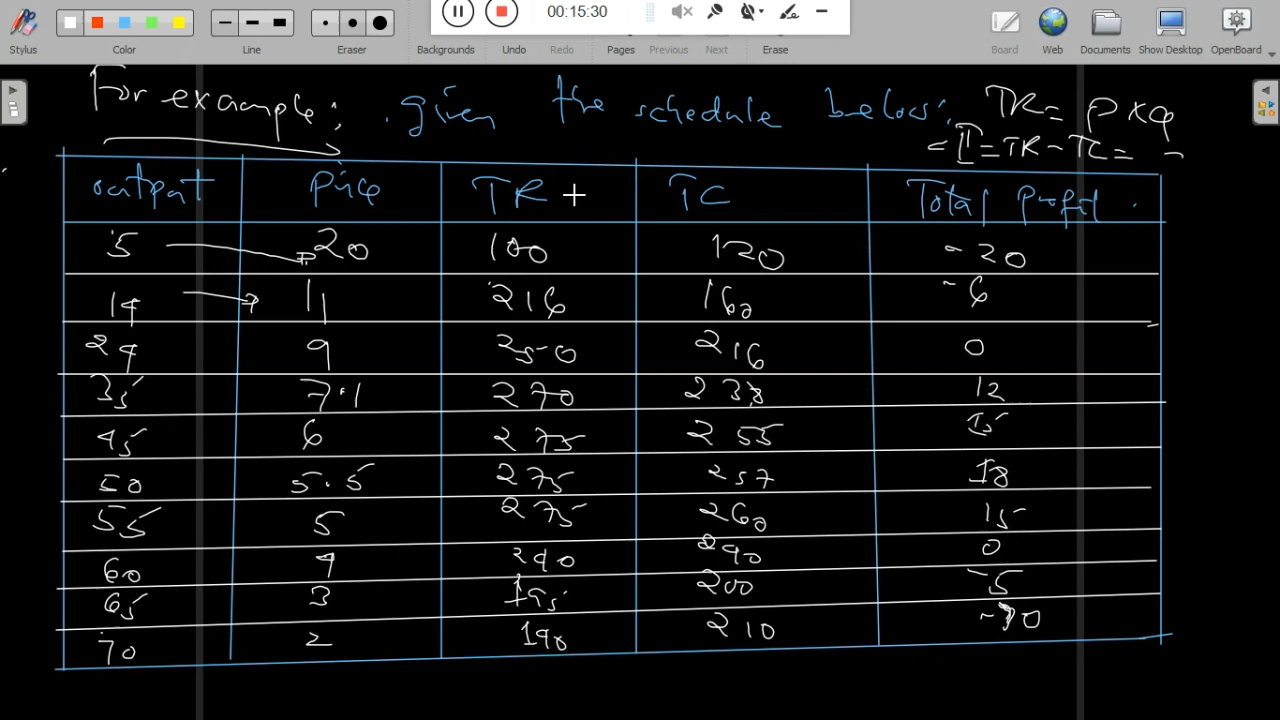 00:15:30
Stylus Color Line Eraser Backgrounds Undo Redo Pages Previous Next Erase Board Web Documents Show Desktop OpenBoard
For example: given the schedule below: TR = P x q
π = TR - TC =
output Price TR TC Total Profit
5 20 100 120 -20
14 11 216 160 -6
24 9 250 216 0
35 7.1 270 238 12
45 6 275 255 15
50 5.5 275 257 18
55 5 275 260 15
60 4 240 240 0
65 3 195 200 -5
70 2 140 210 -70